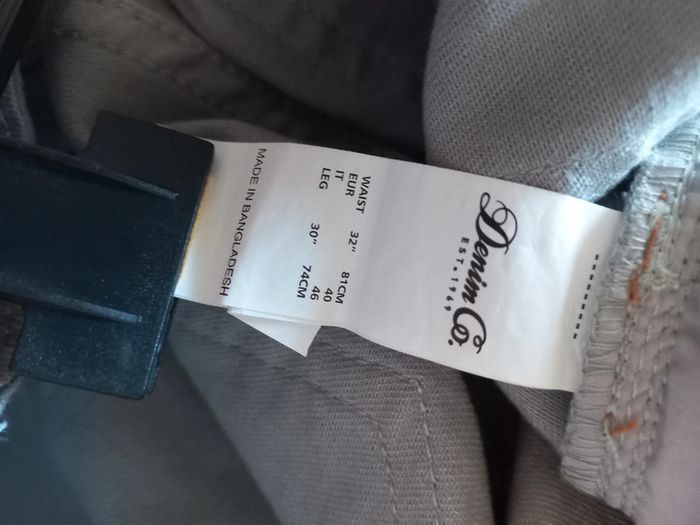 Denim Co.
EST. 1969
WAIST 32" 81CM
EUR 40
IT 46
LEG 30" 74CM
MADE IN BANGLADESH